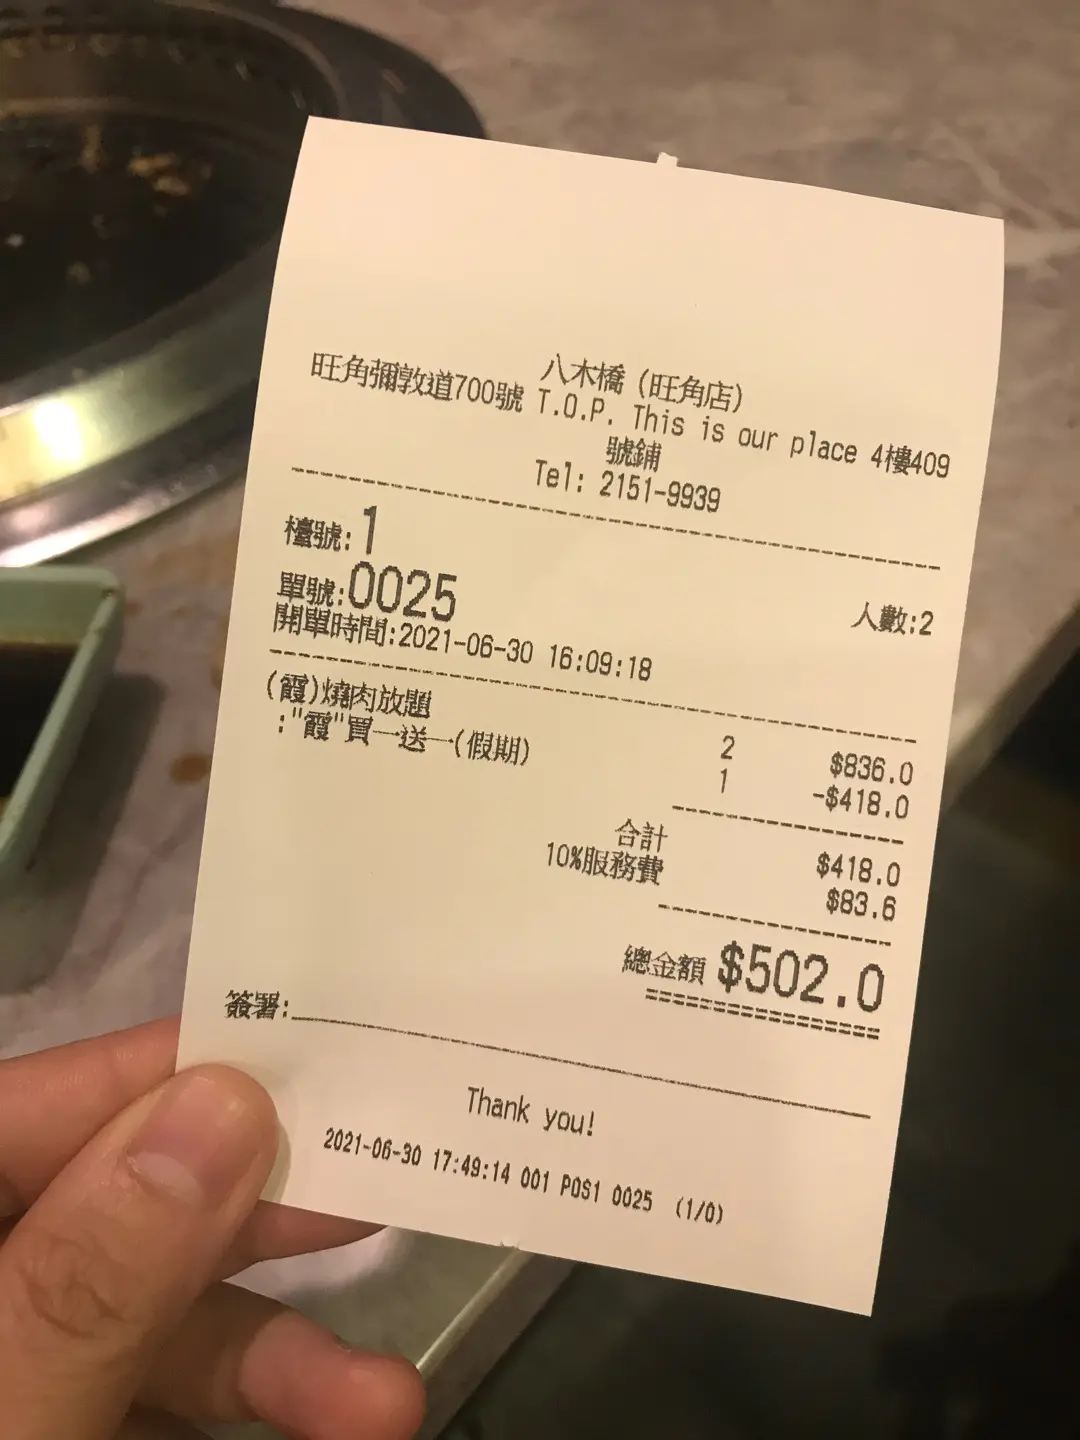 八木橋 (旺角店)
旺角彌敦道700號 T.O.P. This is our place 4樓409
號鋪
Tel: 2151-9939
檯號:1
單號:0025 人數:2
開單時間:2021-06-30 16:09:18
(霞)燒肉放題 2 $836.0
:"霞"買一送一(假期) 1 -$418.0
合計 $418.0
10%服務費 $83.6
總金額 $502.0
簽署:
Thank you!
2021-06-30 17:49:14 001 POS1 0025 (1/0)